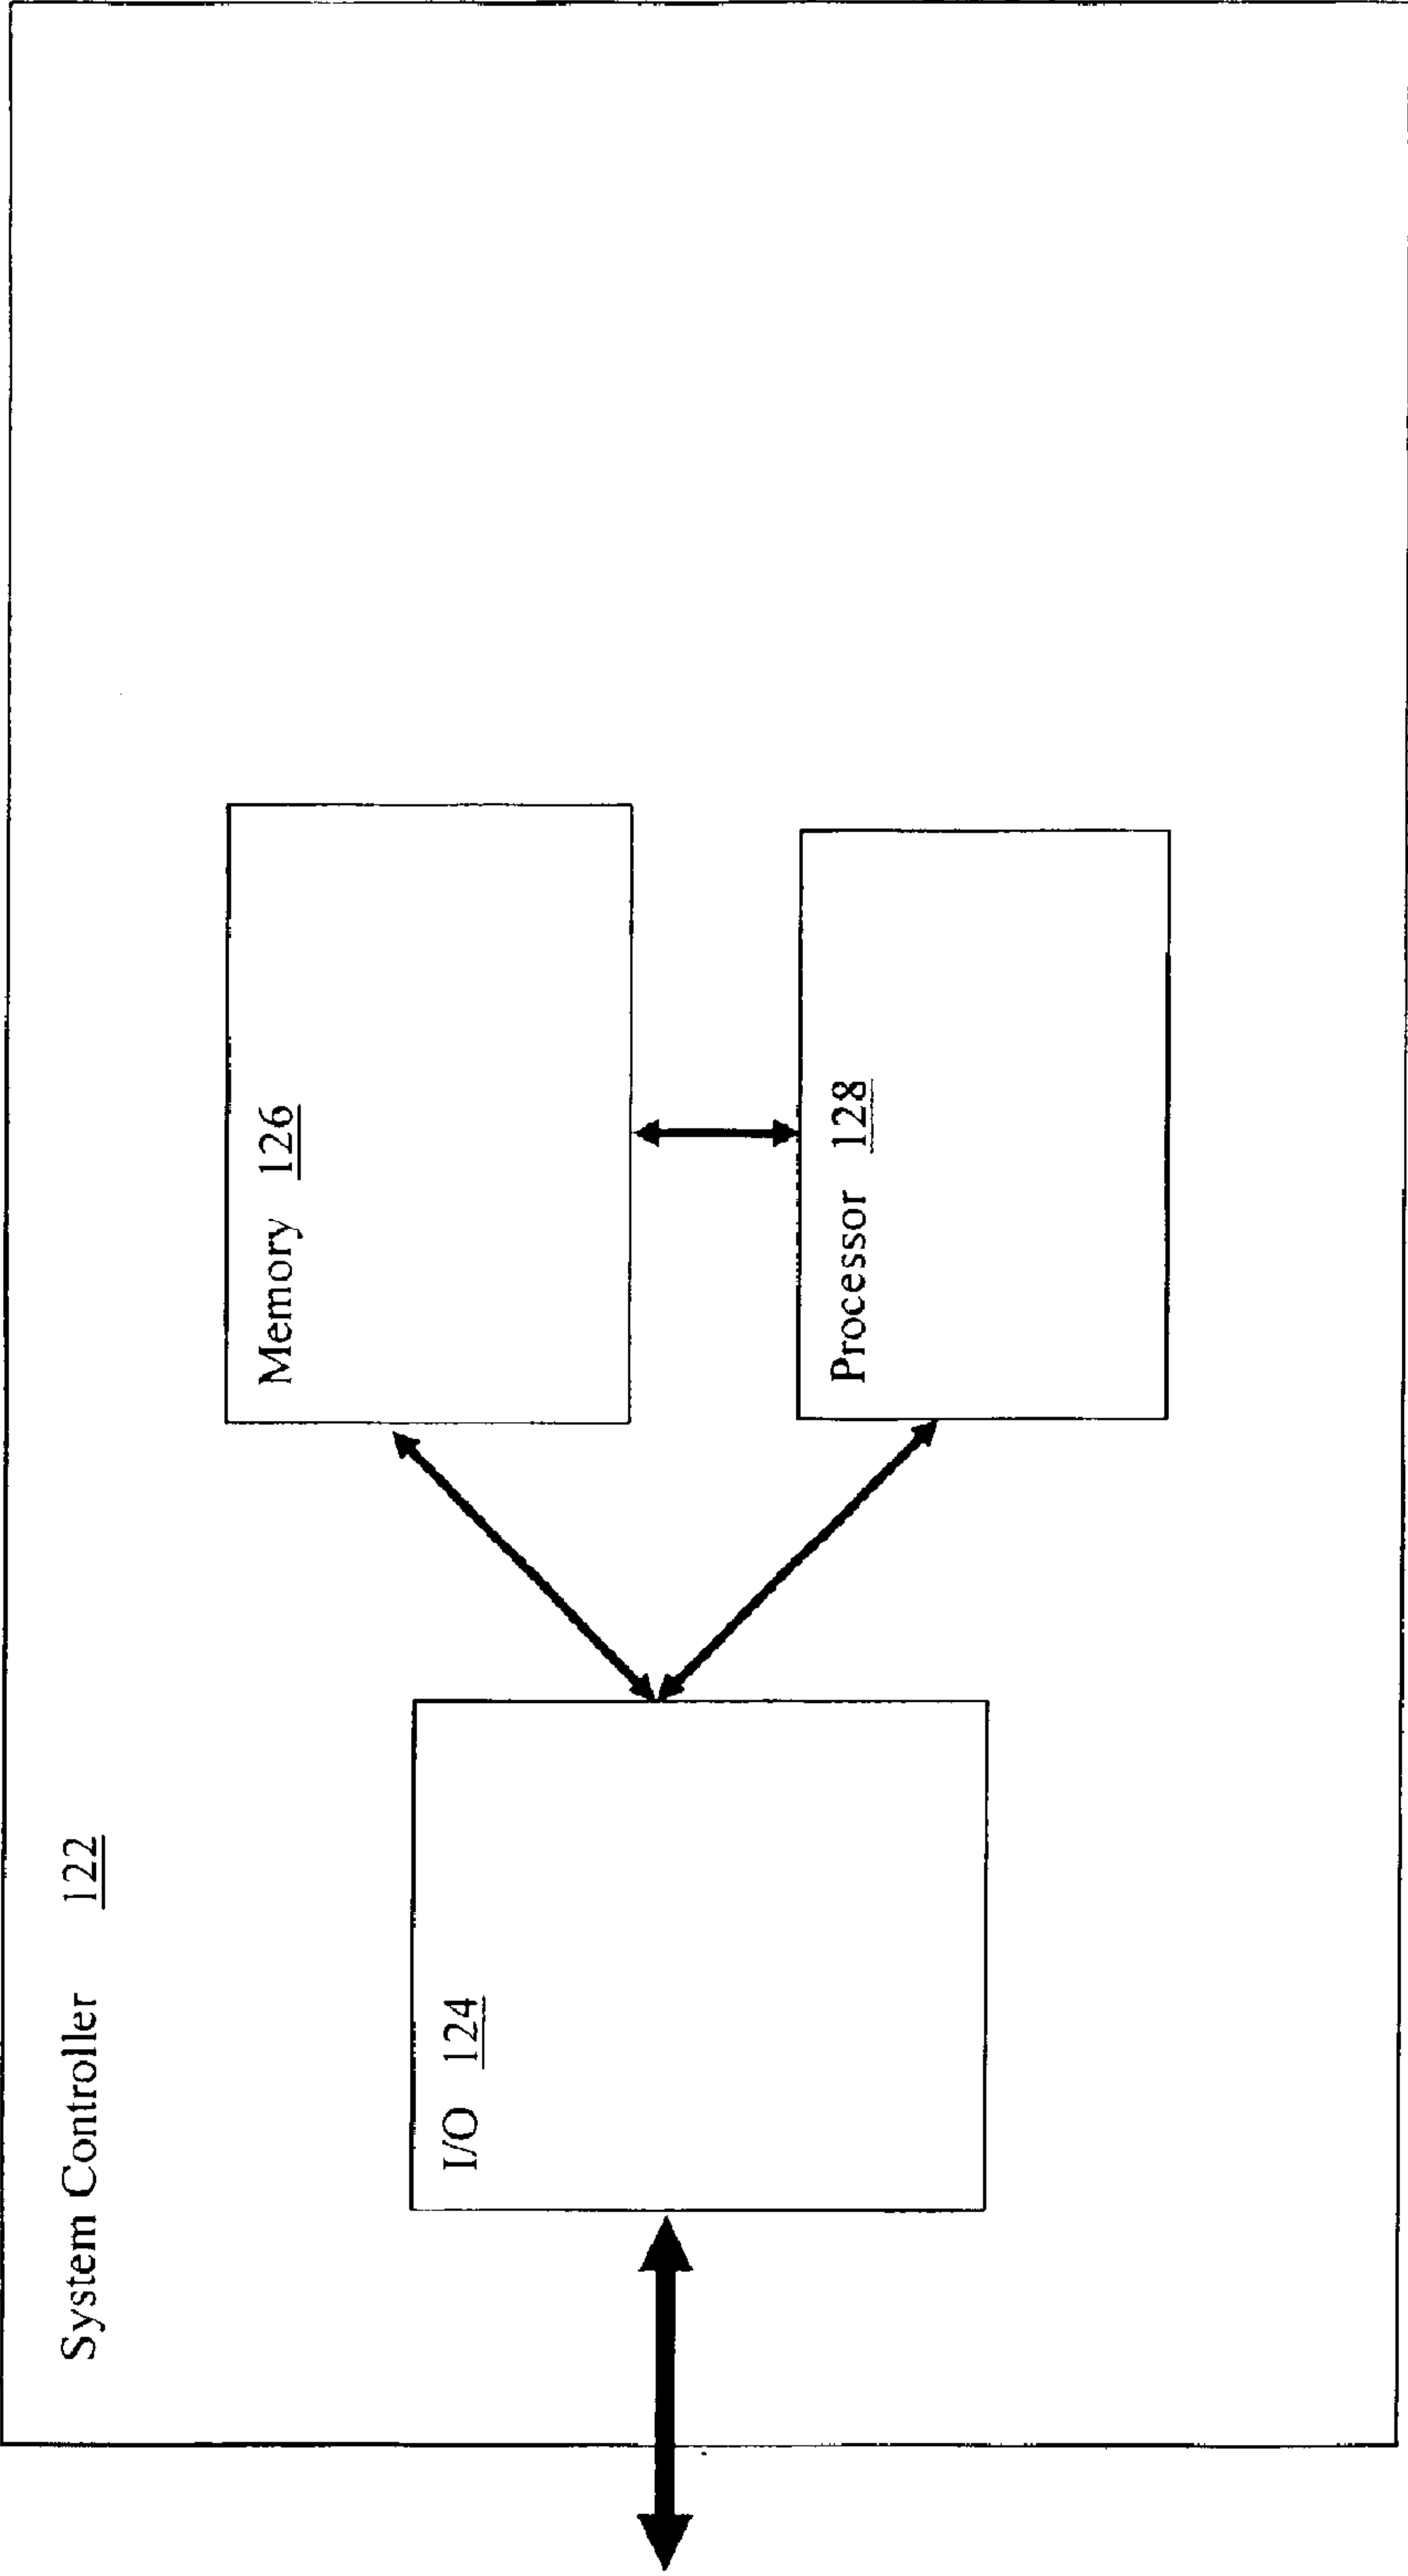 System Controller 122
I/O 124
Memory 126
Processor 128